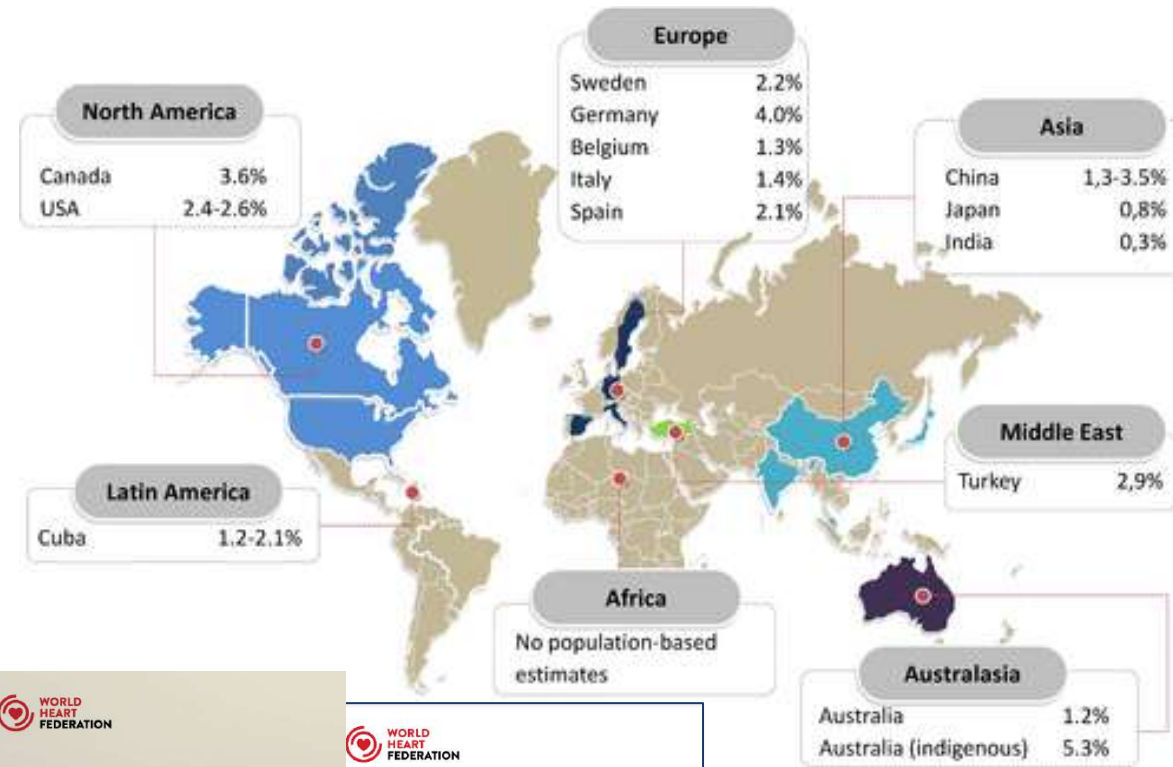 Europe
Sweden 2.2%
Germany 4.0%
Belgium 1.3%
Italy 1.4%
Spain 2.1%
North America
Canada 3.6%
USA 2.4-2.6%
Asia
China 1,3-3.5%
Japan 0,8%
India 0,3%
Middle East
Turkey 2,9%
Latin America
Cuba 1.2-2.1%
Africa
No population-based
estimates
Australasia
Australia 1.2%
Australia (indigenous) 5.3%
WORLD
HEART
FEDERATION
WORLD
HEART
FEDERATION